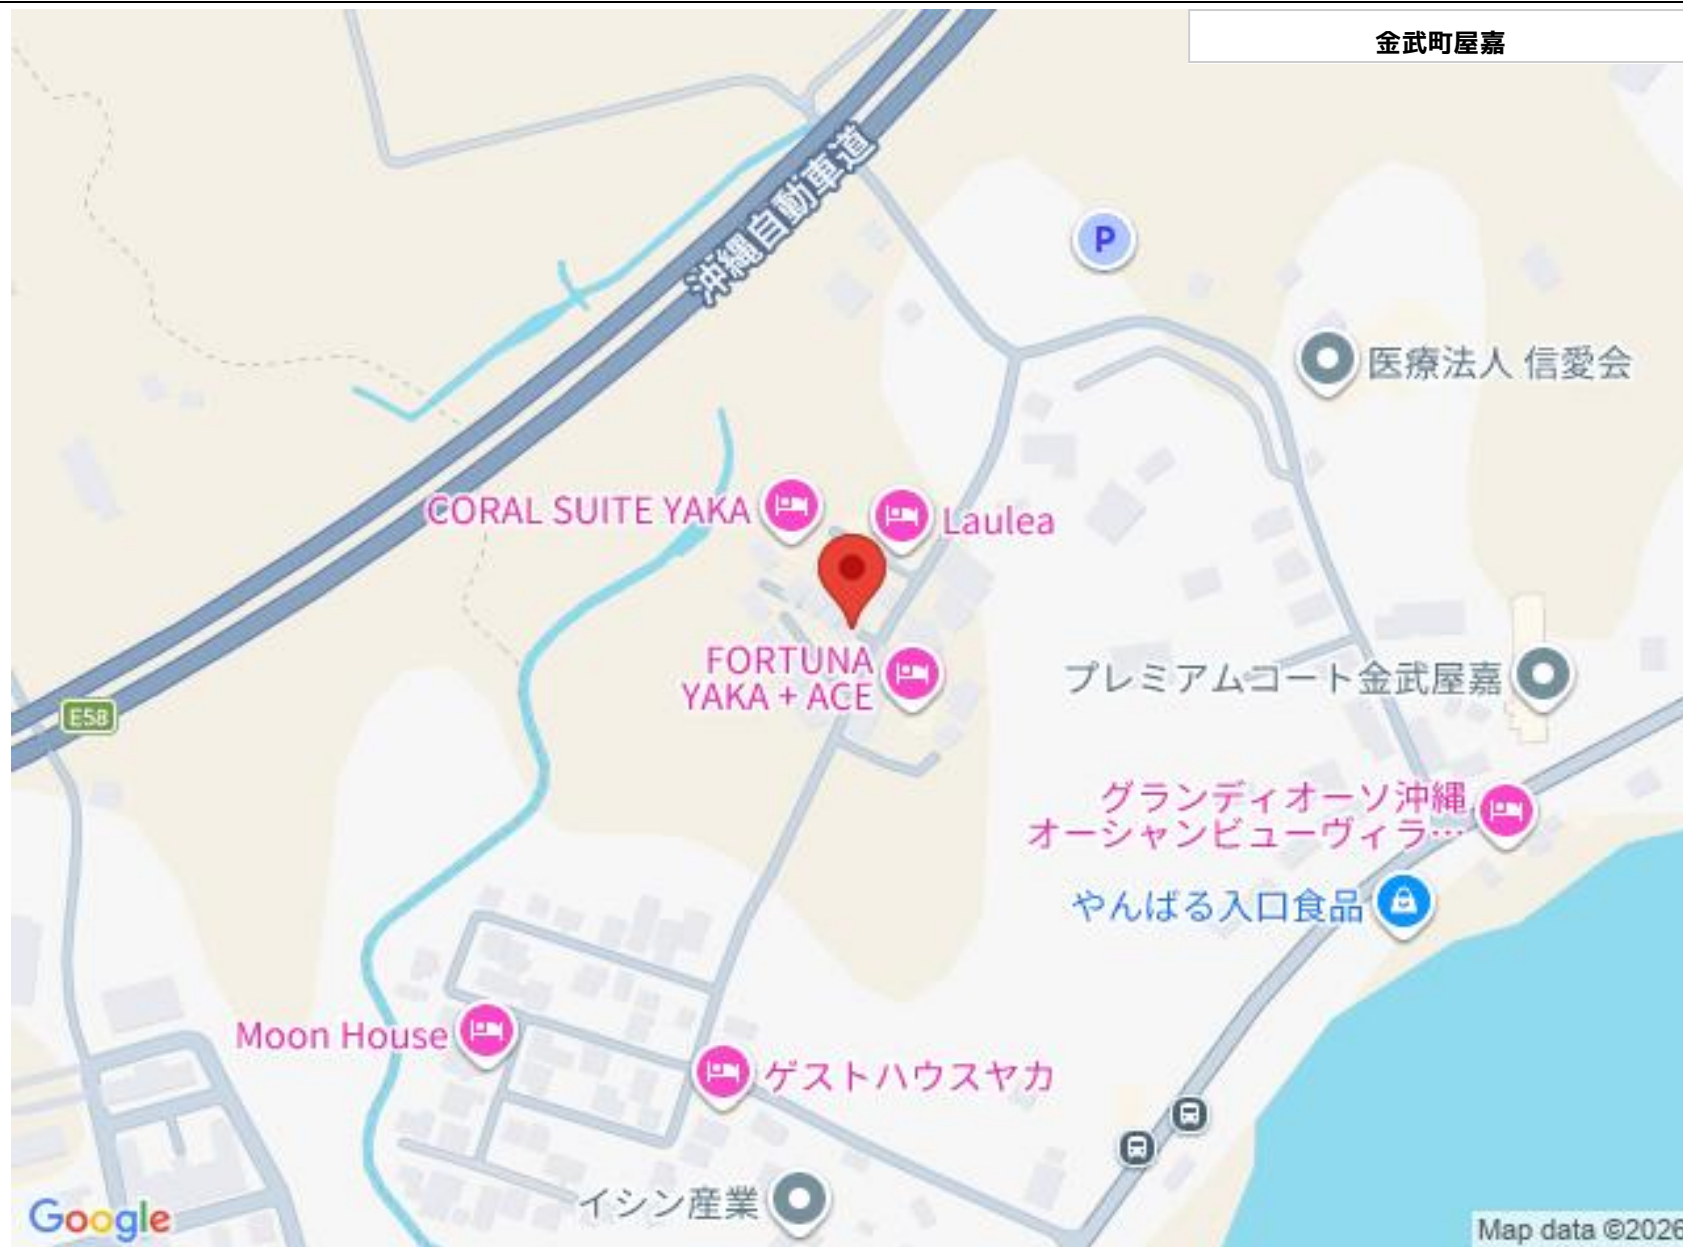 金武町屋嘉
沖縄自動車道
P
医療法人 信愛会
CORAL SUITE YAKA
Laulea
FORTUNA
YAKA + ACE
プレミアムコート金武屋嘉
E58
グランディオーソ沖縄
オーシャンビューヴィラ…
やんばる入口食品
Moon House
ゲストハウスヤカ
イシン産業
Google
Map data ©2026